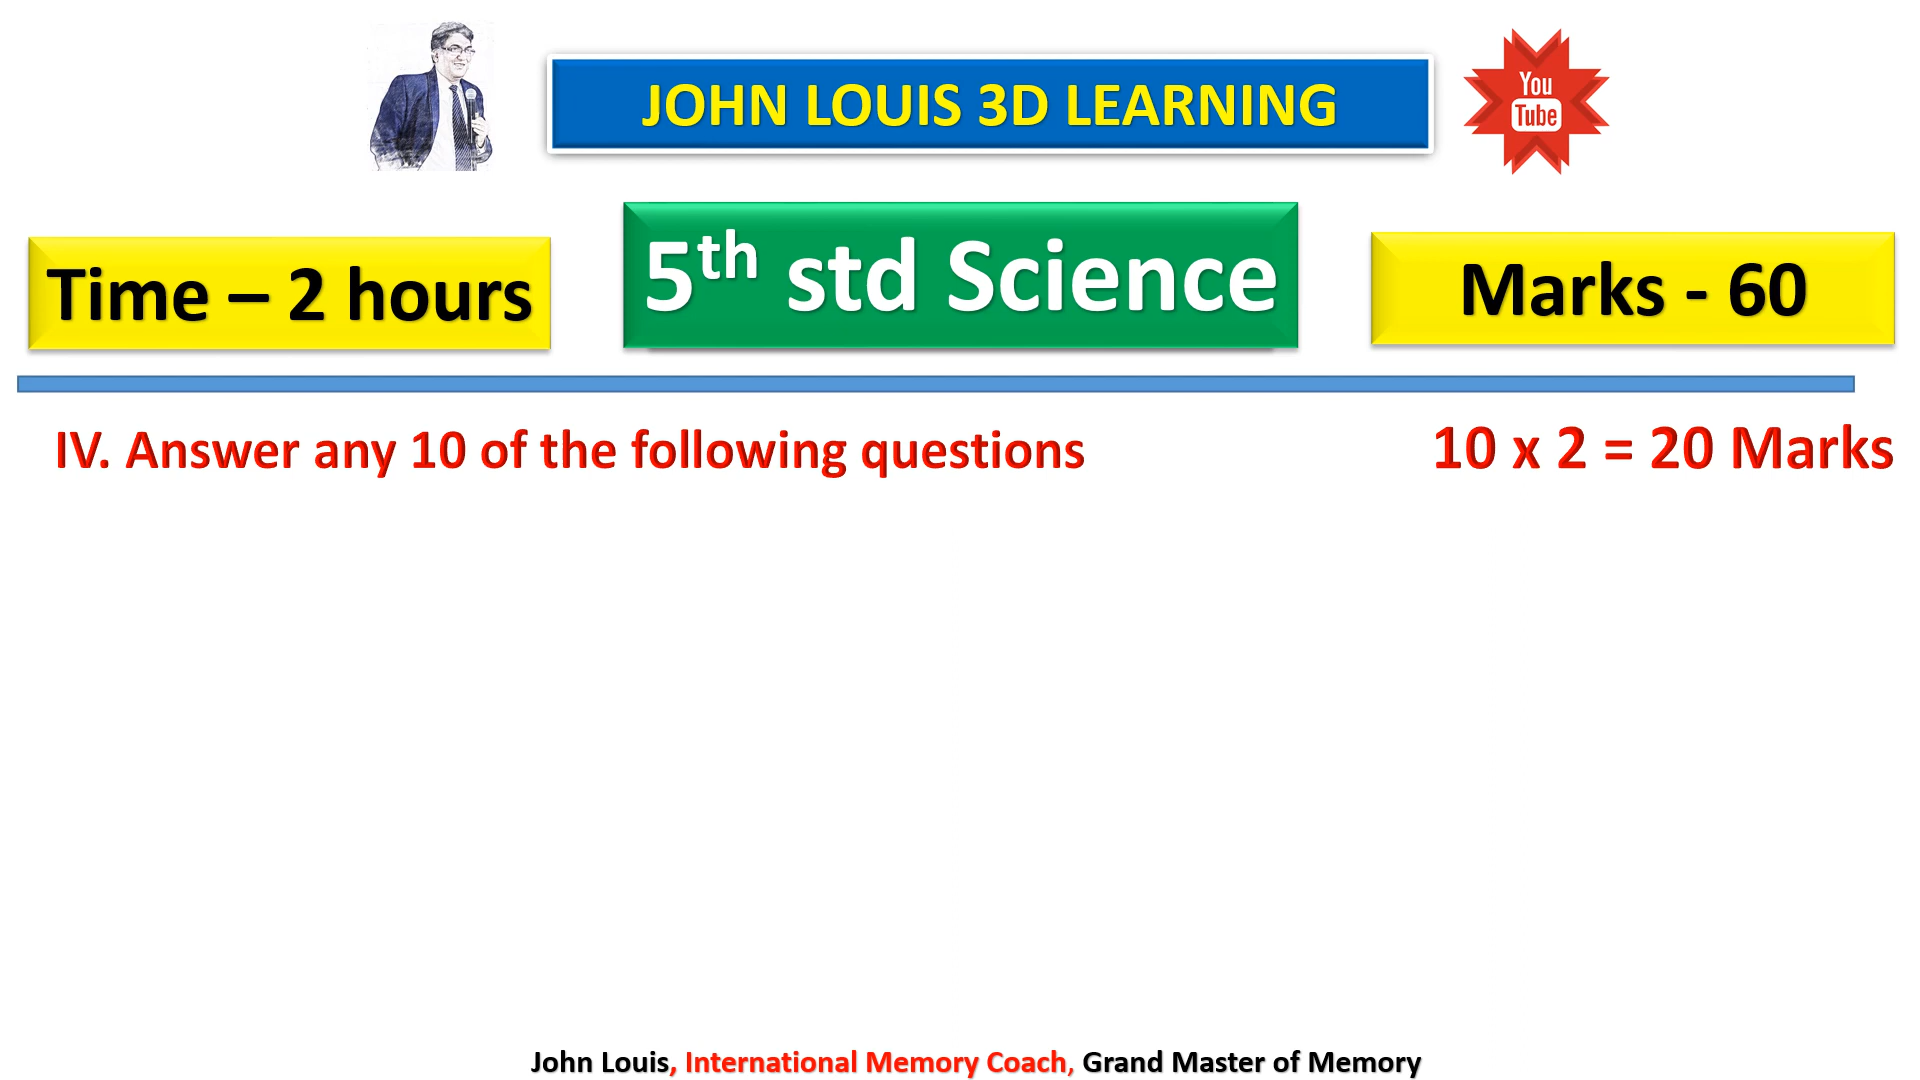 JOHN LOUIS 3D LEARNING
You
Tube
Time – 2 hours
5th std Science
Marks - 60
IV. Answer any 10 of the following questions
10 x 2 = 20 Marks
John Louis, International Memory Coach, Grand Master of Memory